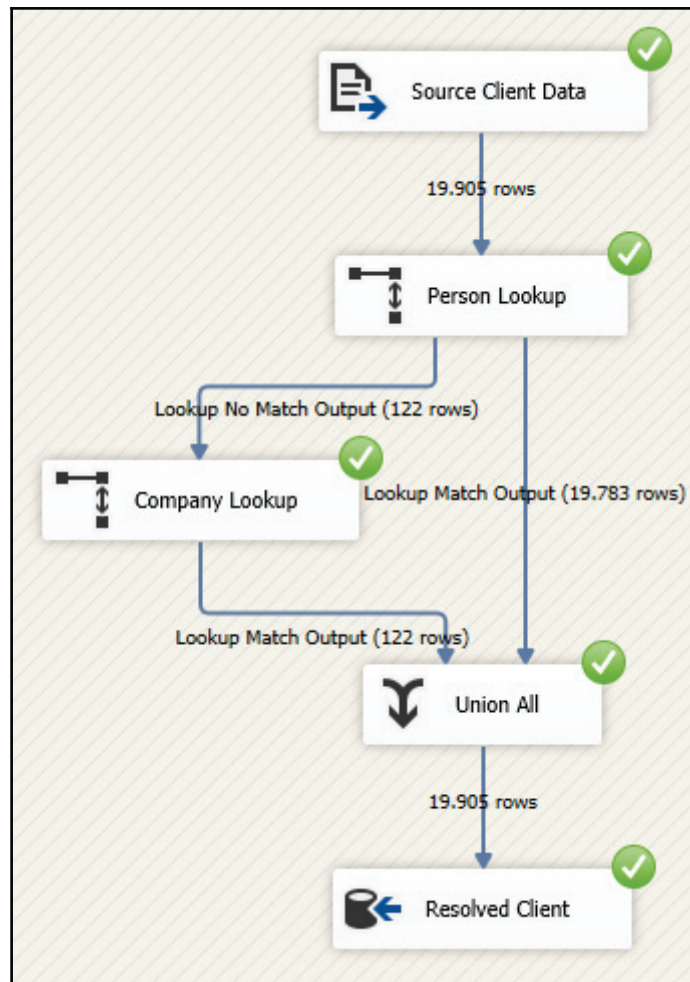 Source Client Data
19.905 rows
Person Lookup
Lookup No Match Output (122 rows)
Company Lookup
Lookup Match Output (19.783 rows)
Lookup Match Output (122 rows)
Union All
19.905 rows
Resolved Client